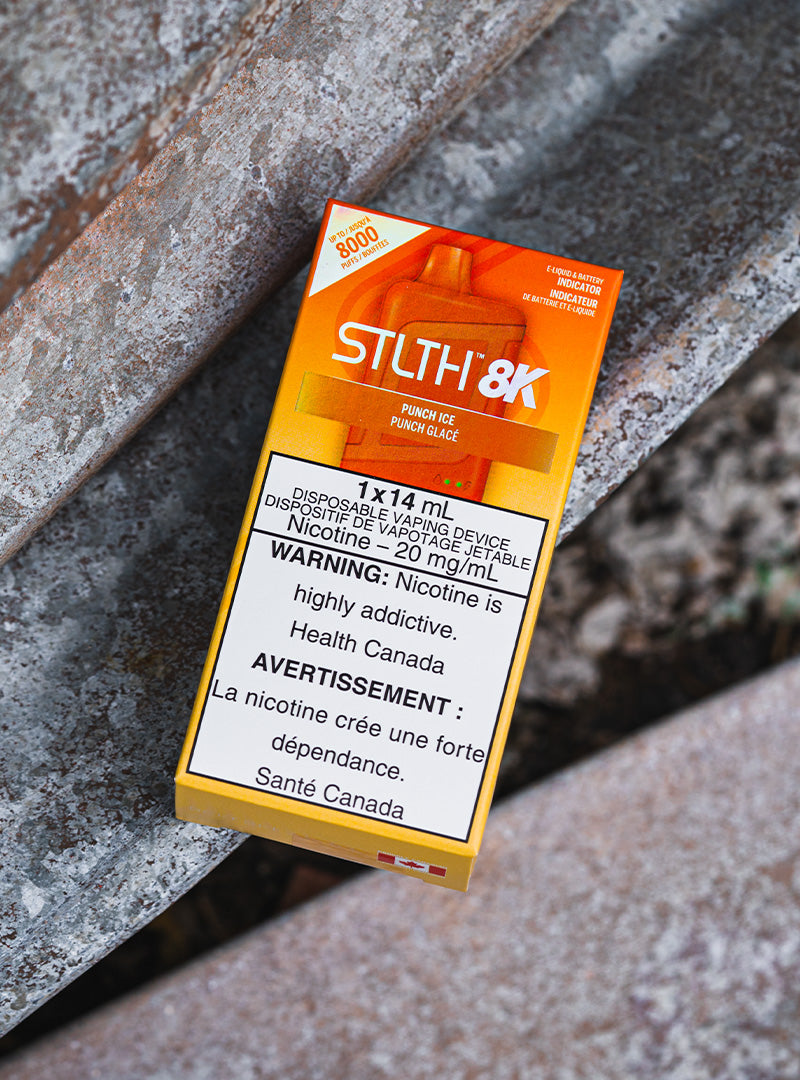 UP TO / JUSQU'À
8000
PUFFS / BOUFFÉES
E-LIQUID & BATTERY
INDICATOR
INDICATEUR
DE BATTERIE ET E-LIQUIDE
STLTH™ 8K
PUNCH ICE
PUNCH GLACÉ
1 x 14 mL
DISPOSABLE VAPING DEVICE
DISPOSITIF DE VAPOTAGE JETABLE
Nicotine – 20 mg/mL
WARNING: Nicotine is
highly addictive.
Health Canada
AVERTISSEMENT :
La nicotine crée une forte
dépendance.
Santé Canada